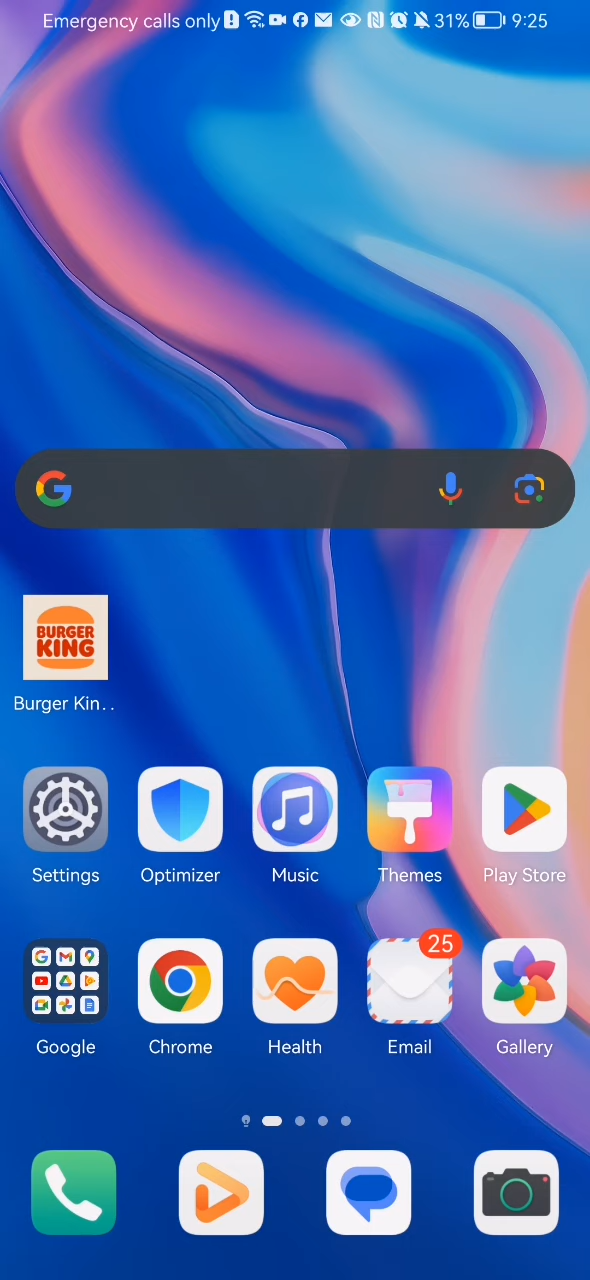 Emergency calls only 31% 9:25
BURGER
KING
Burger Kin..
Settings Optimizer Music Themes Play Store
25
Google Chrome Health Email Gallery